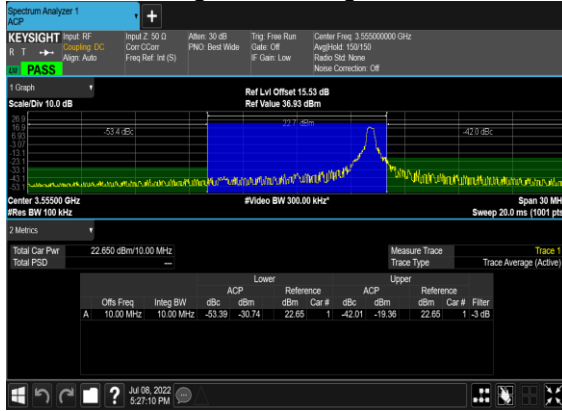 Spectrum Analyzer 1
ACP
KEYSIGHT Input: RF Input Z: 50 Ω Atten: 30 dB Trig: Free Run Center Freq: 3.555000000 GHz
R T Coupling: DC Corr CCorr PNO: Best Wide Gate: Off Avg|Hold: 150/150
Align: Auto Freq Ref: Int (S) IF Gain: Low Radio Std: None
PASS Noise Correction: Off
1 Graph
Scale/Div 10.0 dB
Ref Lvl Offset 15.53 dB
Ref Value 36.93 dBm
26.9
16.9
6.93
-3.07
-13.1
-23.1
-33.1
-43.1
-53.1
-53.4 dBc 22.7 dBm -42.0 dBc
Center 3.55500 GHz #Video BW 300.00 kHz* Span 30 MH
#Res BW 100 kHz Sweep 20.0 ms (1001 pts
2 Metrics
Total Car Pwr 22.650 dBm/10.00 MHz Measure Trace Trace 1
Total PSD --- Trace Type Trace Average (Active)
Lower Upper
ACP Reference ACP Reference
Offs Freq Integ BW dBc dBm dBm Car # dBc dBm dBm Car # Filter
A 10.00 MHz 10.00 MHz -53.39 -30.74 22.65 1 -42.01 -19.36 22.65 1 -3 dB
?
Jul 08, 2022
5:27:10 PM